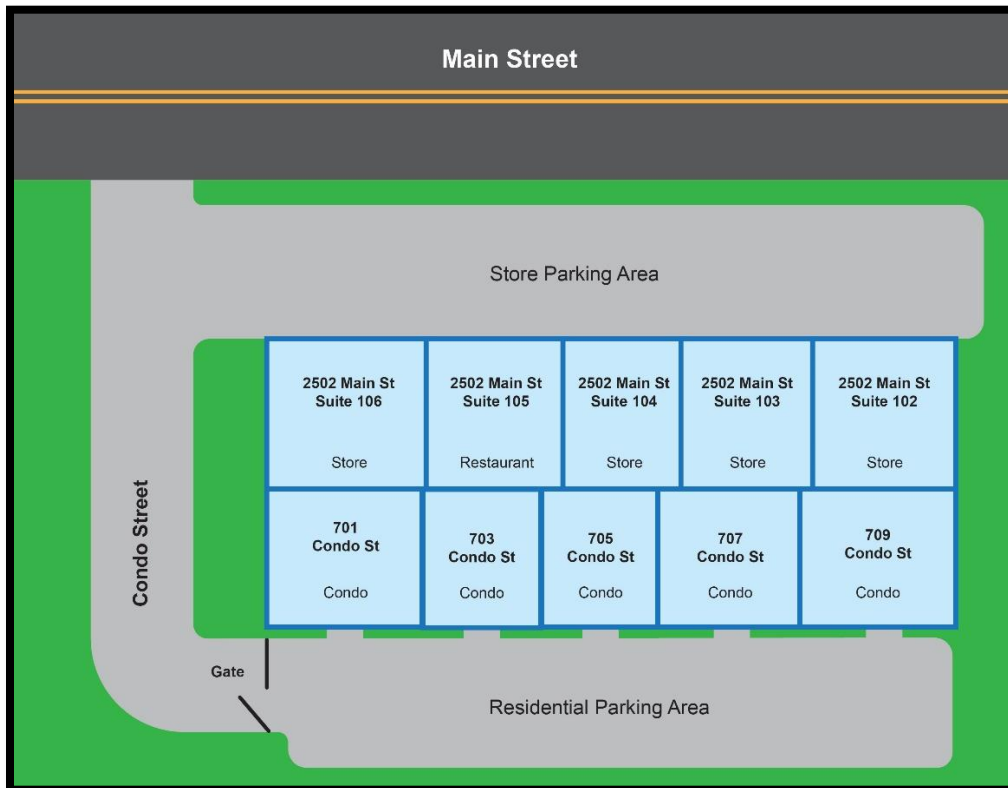 Main Street
Store Parking Area
2502 Main St
Suite 106
Store
2502 Main St
Suite 105
Restaurant
2502 Main St
Suite 104
Store
2502 Main St
Suite 103
Store
2502 Main St
Suite 102
Store
Condo Street
701
Condo St
Condo
703
Condo St
Condo
705
Condo St
Condo
707
Condo St
Condo
709
Condo St
Condo
Gate
Residential Parking Area